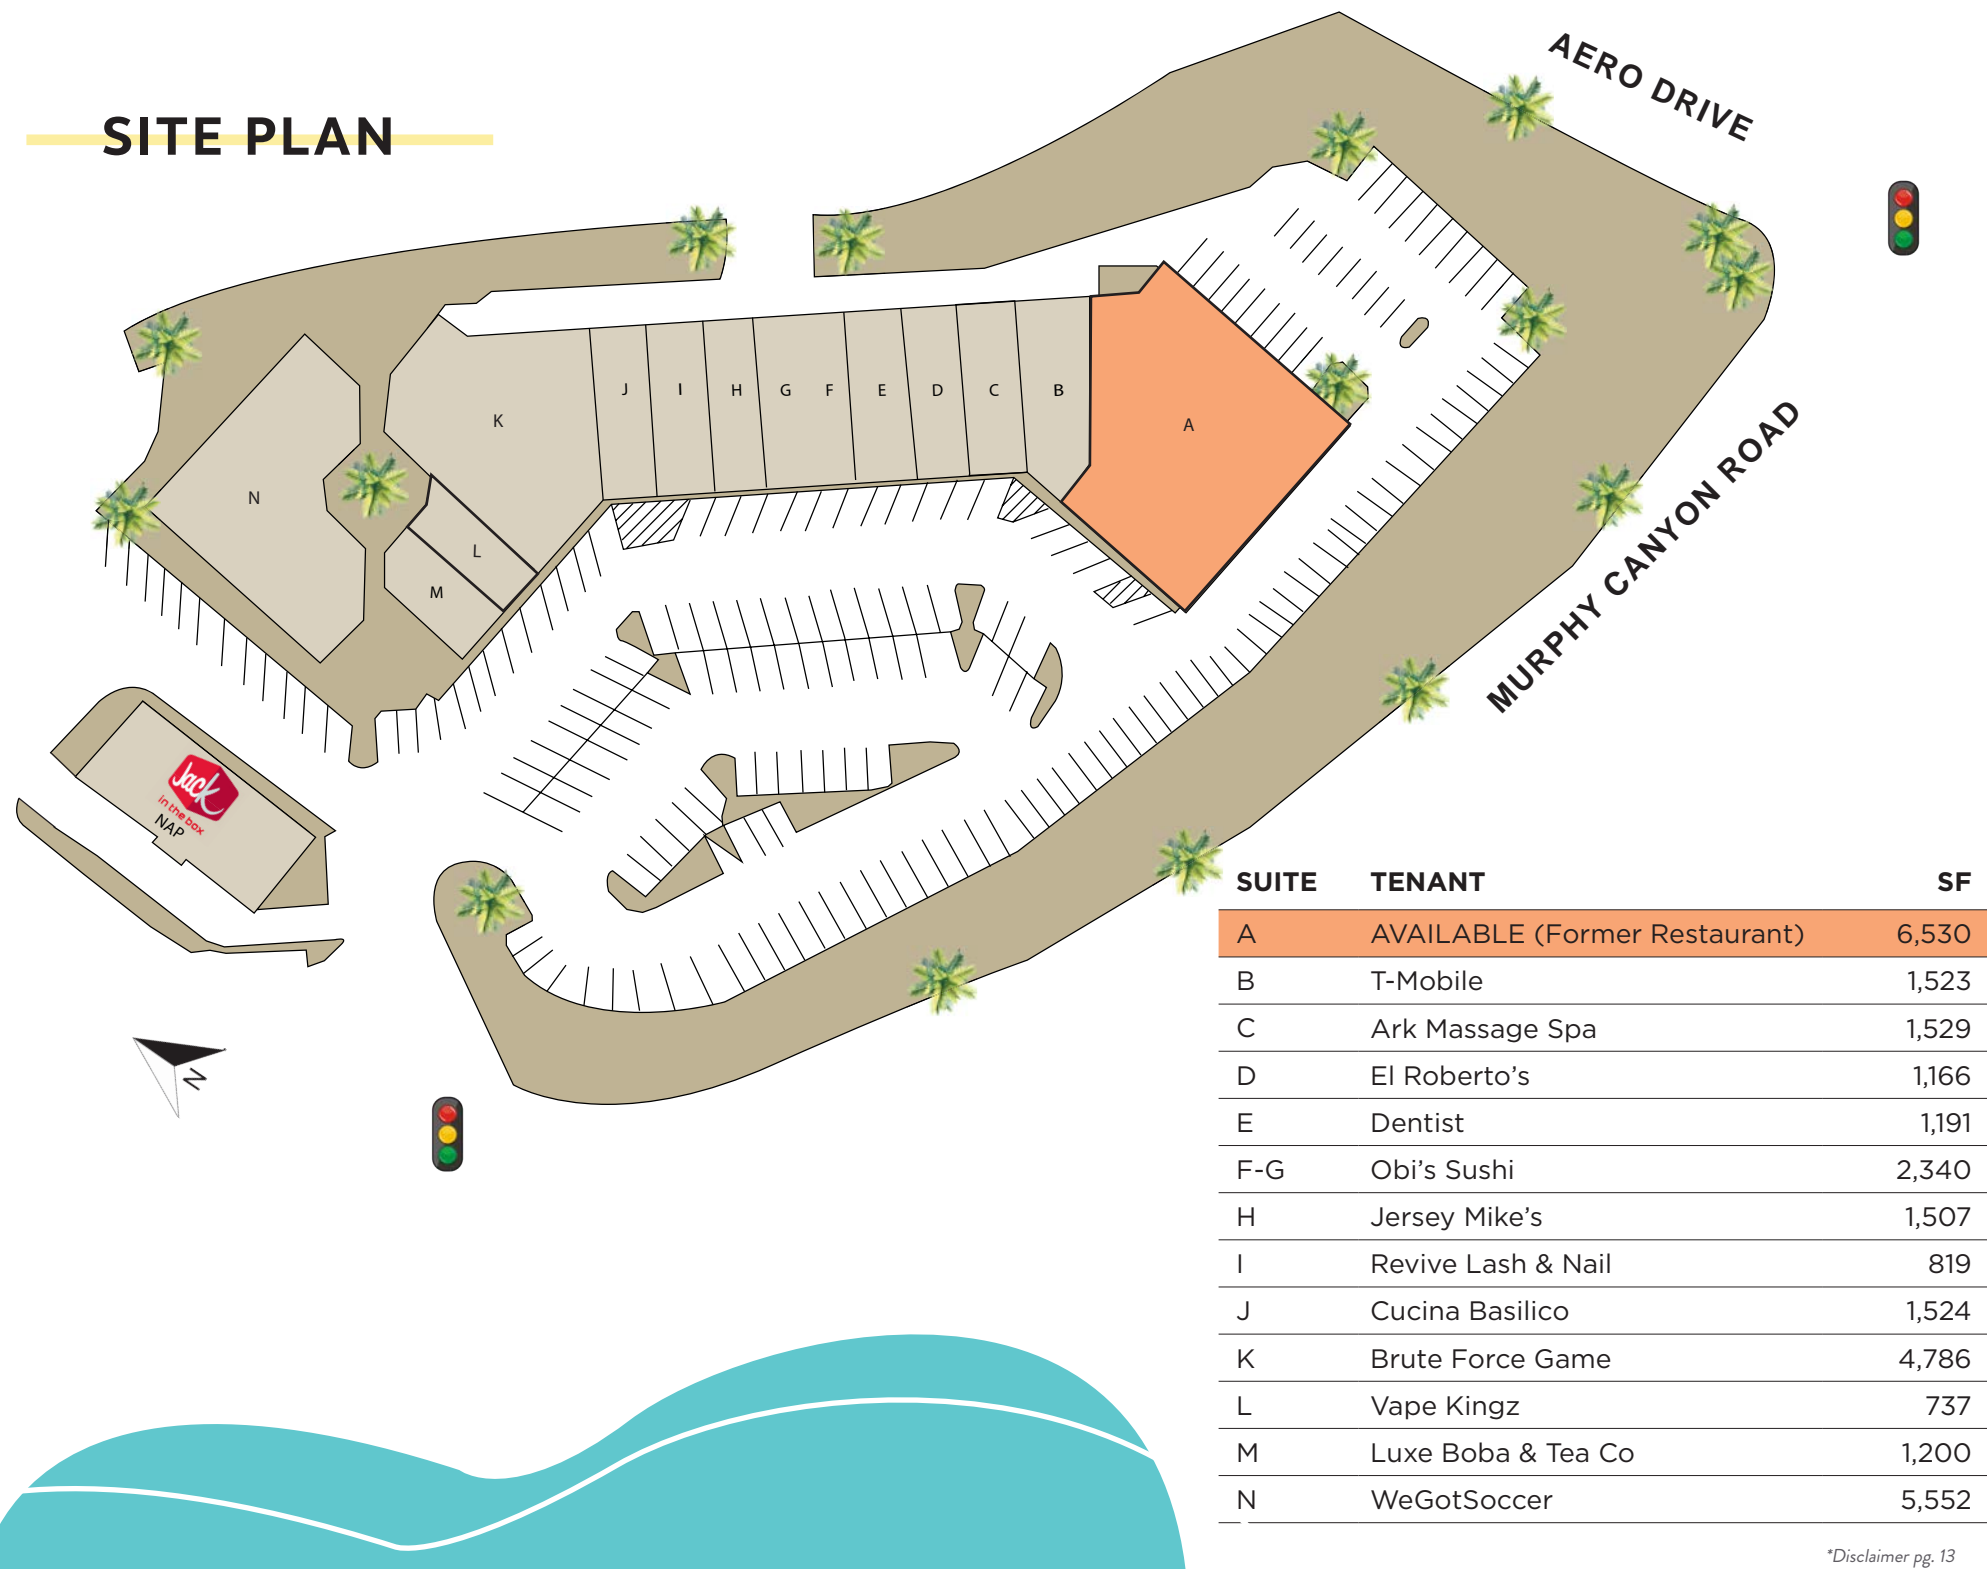 SITE PLAN
AERO DRIVE
MURPHY CANYON ROAD
J I H G F E D C B
K
A
N
L
M
Jack
in the box
NAP
N
SUITE TENANT SF
A AVAILABLE (Former Restaurant) 6,530
B T-Mobile 1,523
C Ark Massage Spa 1,529
D El Roberto’s 1,166
E Dentist 1,191
F-G Obi’s Sushi 2,340
H Jersey Mike’s 1,507
I Revive Lash & Nail 819
J Cucina Basilico 1,524
K Brute Force Game 4,786
L Vape Kingz 737
M Luxe Boba & Tea Co 1,200
N WeGotSoccer 5,552
*Disclaimer pg. 13